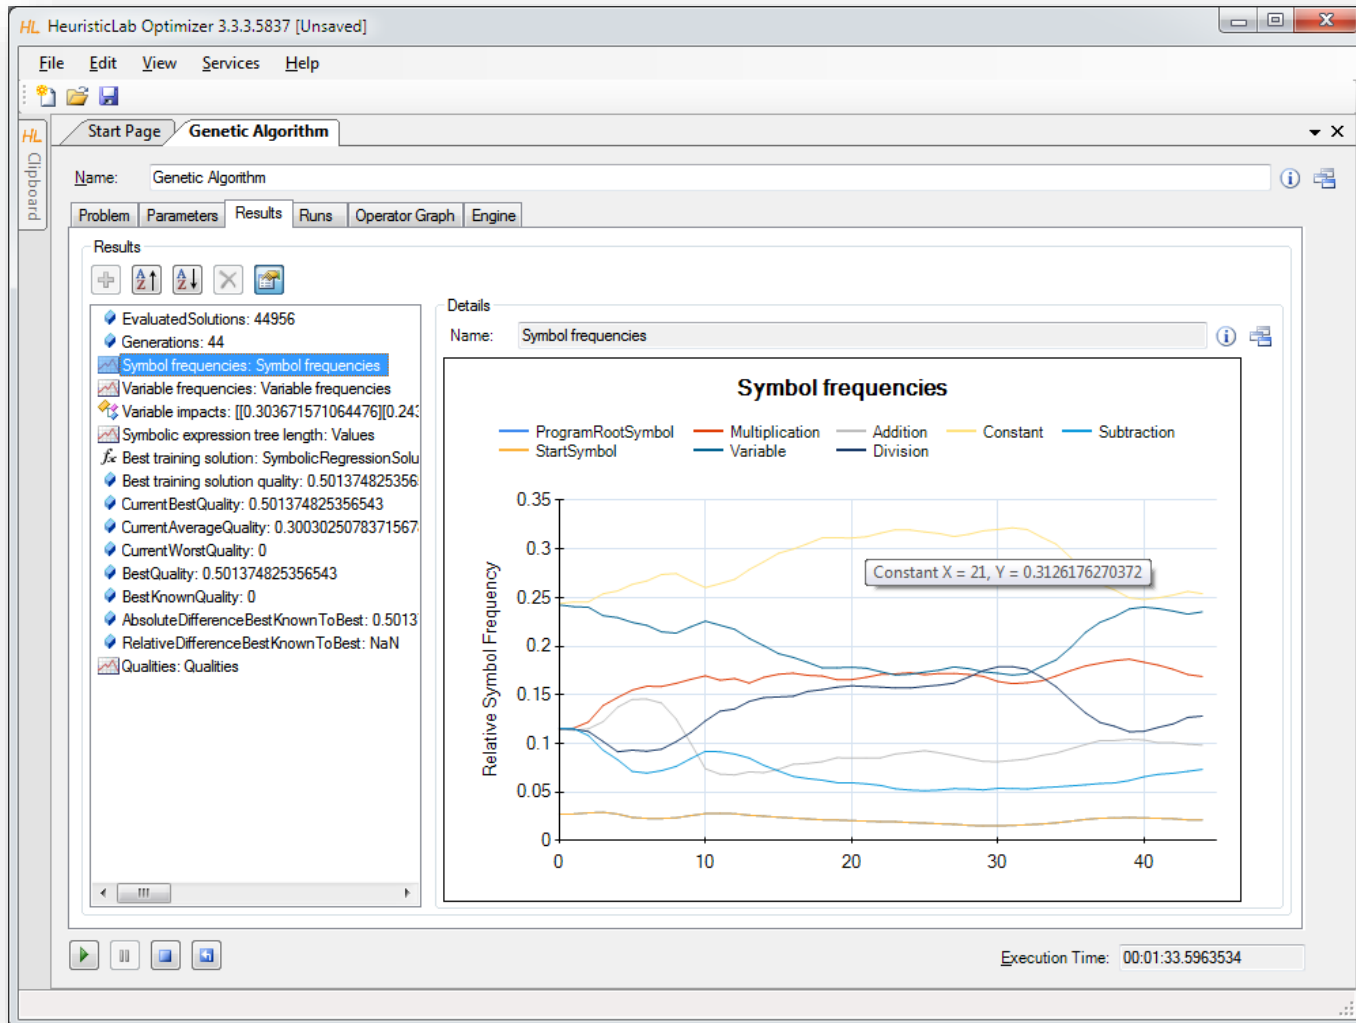 HL HeuristicLab Optimizer 3.3.3.5837 [Unsaved]
File Edit View Services Help
HL Clipboard
Start Page Genetic Algorithm
Name: Genetic Algorithm
Problem Parameters Results Runs Operator Graph Engine
Results
EvaluatedSolutions: 44956
Generations: 44
Symbol frequencies: Symbol frequencies
Variable frequencies: Variable frequencies
Variable impacts: [[0.303671571064476][0.243
Symbolic expression tree length: Values
Best training solution: SymbolicRegressionSolu
Best training solution quality: 0.501374825356
CurrentBestQuality: 0.501374825356543
CurrentAverageQuality: 0.3003025078371567
CurrentWorstQuality: 0
BestQuality: 0.501374825356543
BestKnownQuality: 0
AbsoluteDifferenceBestKnownToBest: 0.5013
RelativeDifferenceBestKnownToBest: NaN
Qualities: Qualities
Details
Name: Symbol frequencies
Symbol frequencies
ProgramRootSymbol Multiplication Addition Constant Subtraction
StartSymbol Variable Division
Relative Symbol Frequency
0.35
0.3
0.25
0.2
0.15
0.1
0.05
0
Constant X = 21, Y = 0.3126176270372
0 10 20 30 40
Execution Time: 00:01:33.5963534